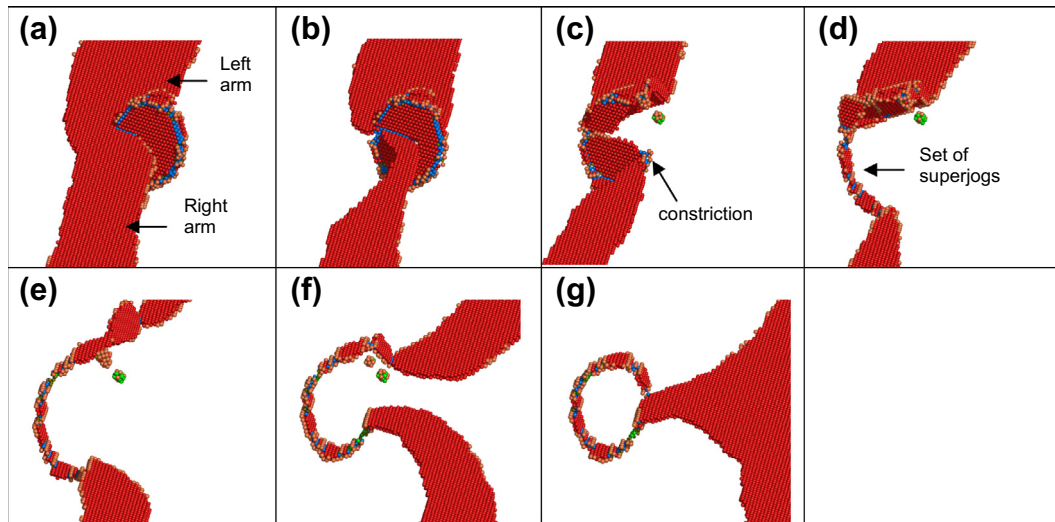 (a)
Left
arm
Right
arm
(b)
(c)
constriction
(d)
Set of
superjogs
(e)
(f)
(g)